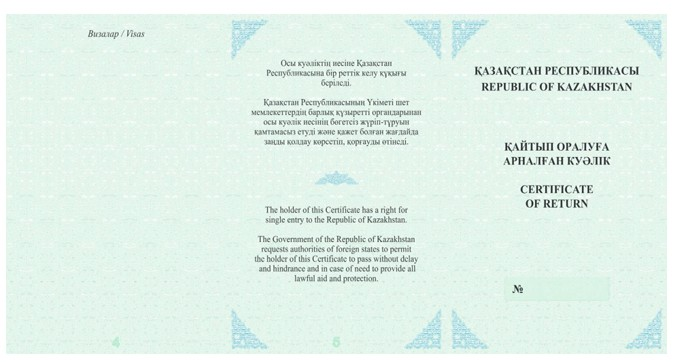 Визалар / Visas
4
Осы куәліктің иесіне Қазақстан
Республикасына бір реттік келу құқығы
беріледі.
Қазақстан Республикасының Үкіметі шет
мемлекеттердің барлық құзыретті органдарынан
осы куәлік иесінің бөгетсіз жүріп-тұруын
қамтамасыз етуді және қажет болған жағдайда
заңды қолдау көрсетіп, қорғауды өтінеді.
The holder of this Certificate has a right for
single entry to the Republic of Kazakhstan.
The Government of the Republic of Kazakhstan
requests authorities of foreign states to permit
the holder of this Certificate to pass without delay
and hindrance and in case of need to provide all
lawful aid and protection.
5
ҚАЗАҚСТАН РЕСПУБЛИКАСЫ
REPUBLIC OF KAZAKHSTAN
ҚАЙТЫП ОРАЛУҒА
АРНАЛҒАН КУӘЛІК
CERTIFICATE
OF RETURN
№